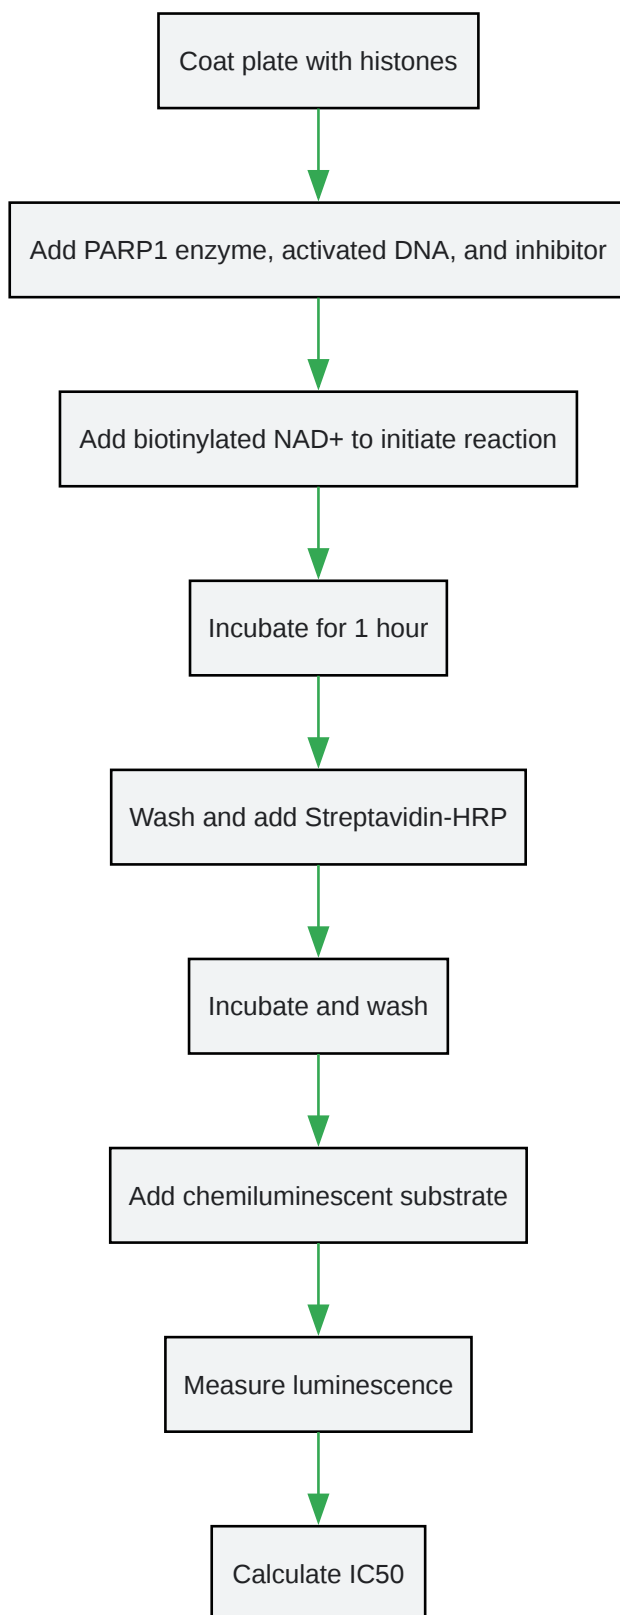 Coat plate with histones
Add PARP1 enzyme, activated DNA, and inhibitor
Add biotinylated NAD+ to initiate reaction
Incubate for 1 hour
Wash and add Streptavidin-HRP
Incubate and wash
Add chemiluminescent substrate
Measure luminescence
Calculate IC50